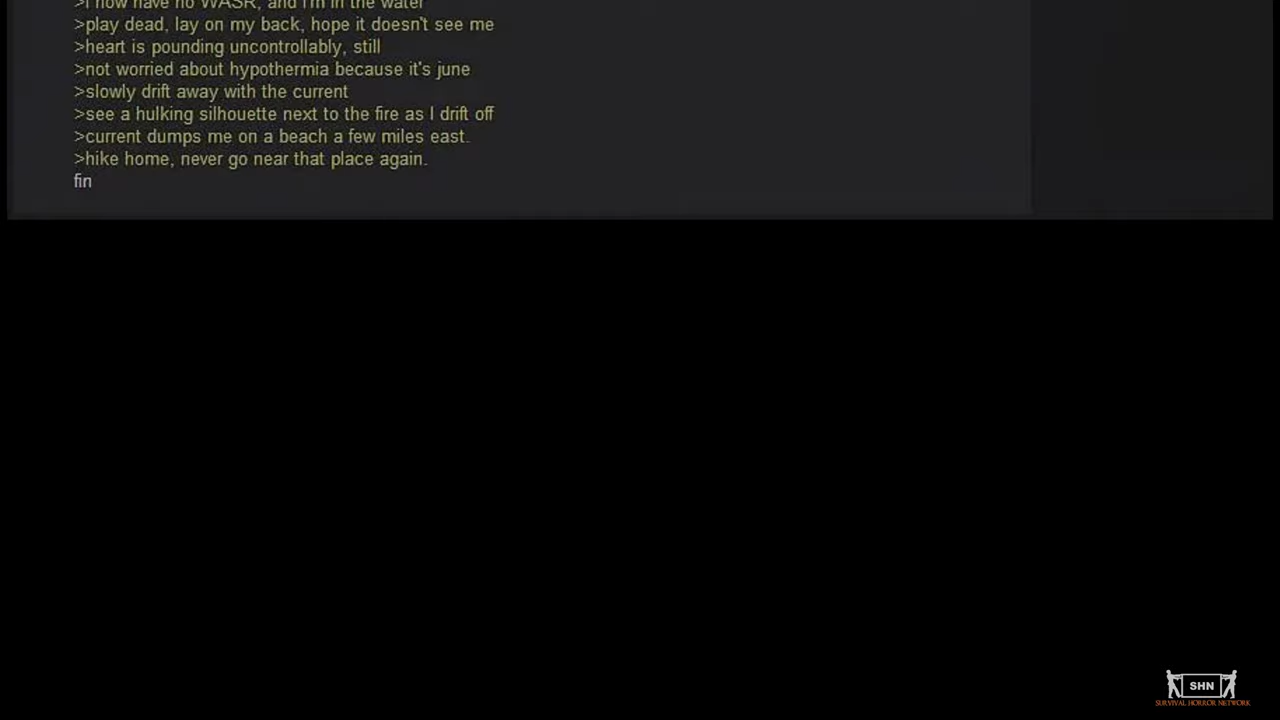 >I now have no WASR, and I'm in the water
>play dead, lay on my back, hope it doesn't see me
>heart is pounding uncontrollably, still
>not worried about hypothermia because it's june
>slowly drift away with the current
>see a hulking silhouette next to the fire as I drift off
>current dumps me on a beach a few miles east.
>hike home, never go near that place again.
fin
SHN
SURVIVAL HORROR NETWORK